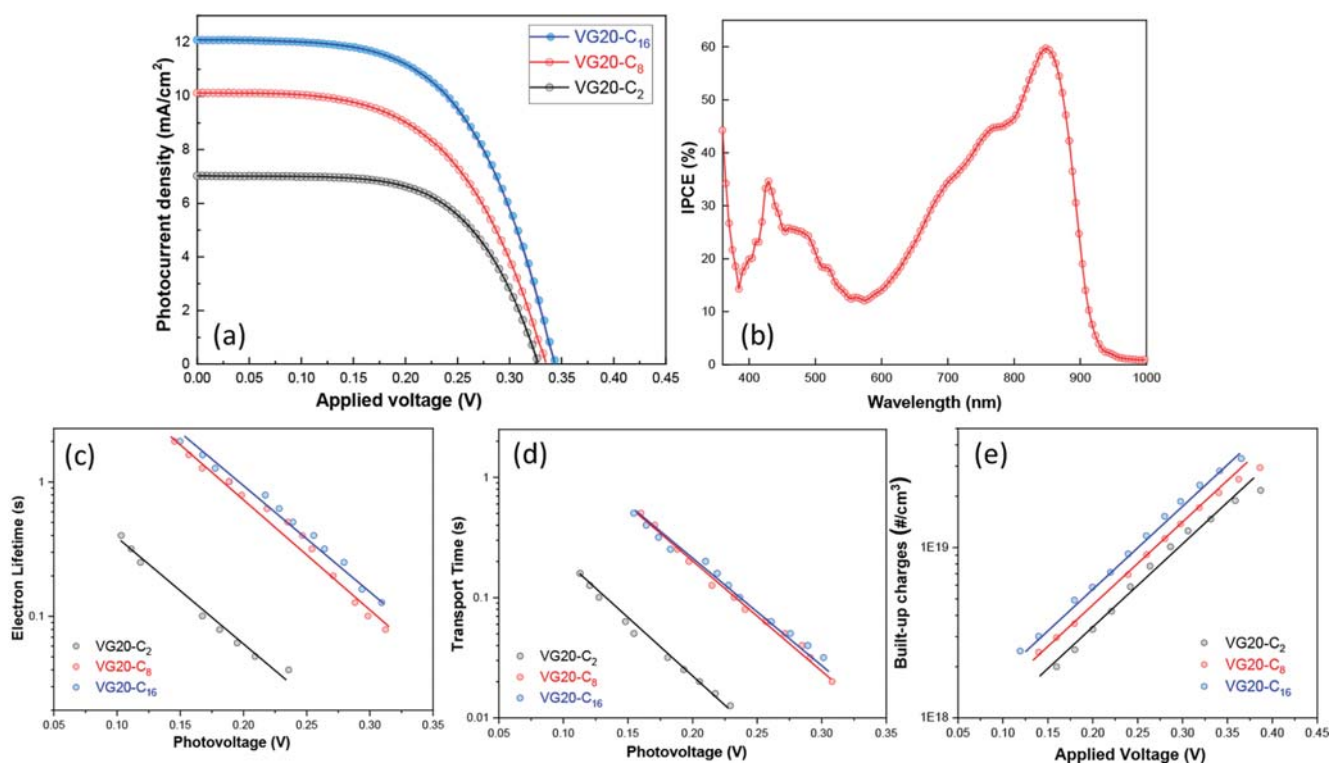 Photocurrent density (mA/cm²)
12
10
8
6
4
2
0
VG20-C₁₆
VG20-C₈
VG20-C₂
(a)
0.00 0.05 0.10 0.15 0.20 0.25 0.30 0.35 0.40 0.45
Applied voltage (V)
IPCE (%)
60
50
40
30
20
10
0
(b)
400 500 600 700 800 900 1000
Wavelength (nm)
(c)
Electron Lifetime (s)
1
0.1
VG20-C₂
VG20-C₈
VG20-C₁₆
0.05 0.10 0.15 0.20 0.25 0.30 0.35
Photovoltage (V)
(d)
Transport Time (s)
1
0.1
0.01
VG20-C₂
VG20-C₈
VG20-C₁₆
0.05 0.10 0.15 0.20 0.25 0.30 0.35
Photovoltage (V)
(e)
Built-up charges (#/cm³)
1E19
1E18
VG20-C₂
VG20-C₈
VG20-C₁₆
0.05 0.10 0.15 0.20 0.25 0.30 0.35 0.40 0.45
Applied Voltage (V)